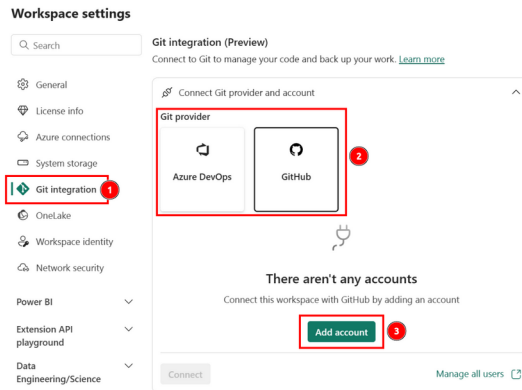 Workspace settings
Search
General
License info
Azure connections
System storage
Git integration 1
OneLake
Workspace identity
Network security
Power BI
Extension API
playground
Data
Engineering/Science
Git integration (Preview)
Connect to Git to manage your code and back up your work. Learn more
Connect Git provider and account
Git provider
Azure DevOps
GitHub
2
There aren't any accounts
Connect this workspace with GitHub by adding an account
Add account 3
Connect
Manage all users